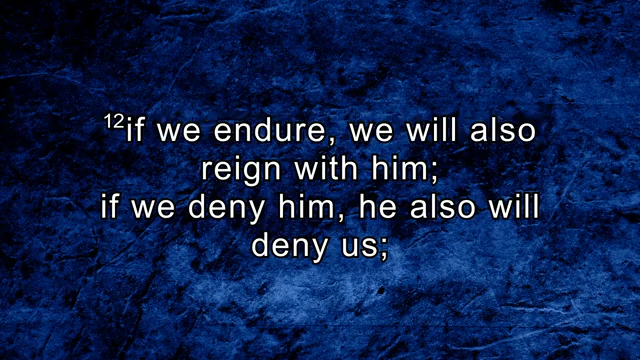 12if we endure, we will also
reign with him;
if we deny him, he also will
deny us;